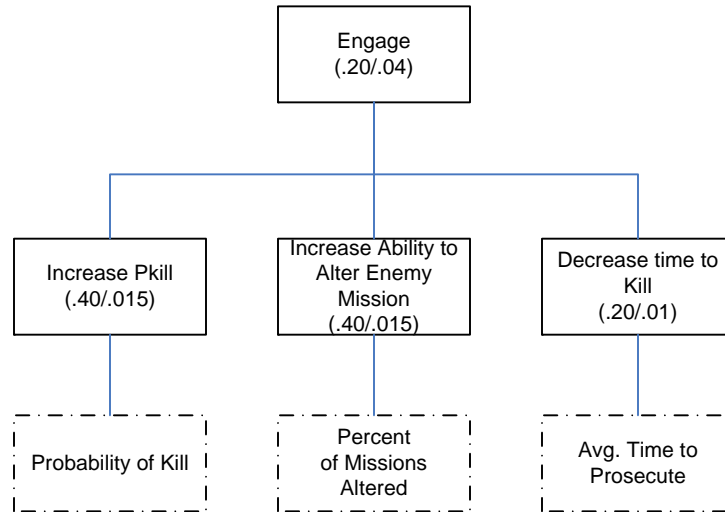 Engage
(.20/.04)
Increase Pkill
(.40/.015)
Increase Ability to
Alter Enemy
Mission
(.40/.015)
Decrease time to
Kill
(.20/.01)
Probability of Kill
Percent
of Missions
Altered
Avg. Time to
Prosecute